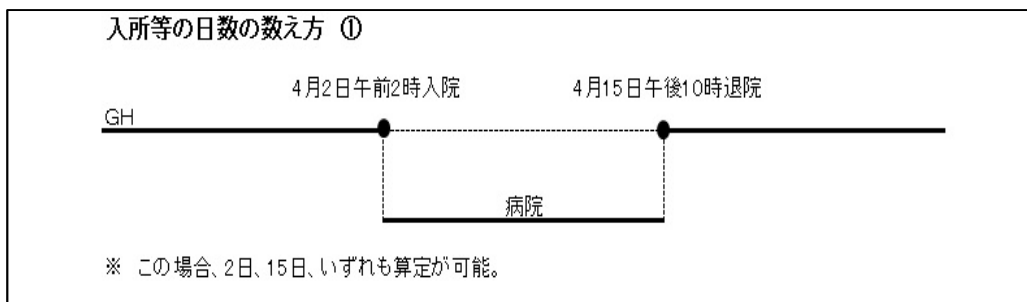 入所等の日数の数え方 ①
4月2日午前2時入院 4月15日午後10時退院
GH
病院
※ この場合、2日、15日、いずれも算定が可能。